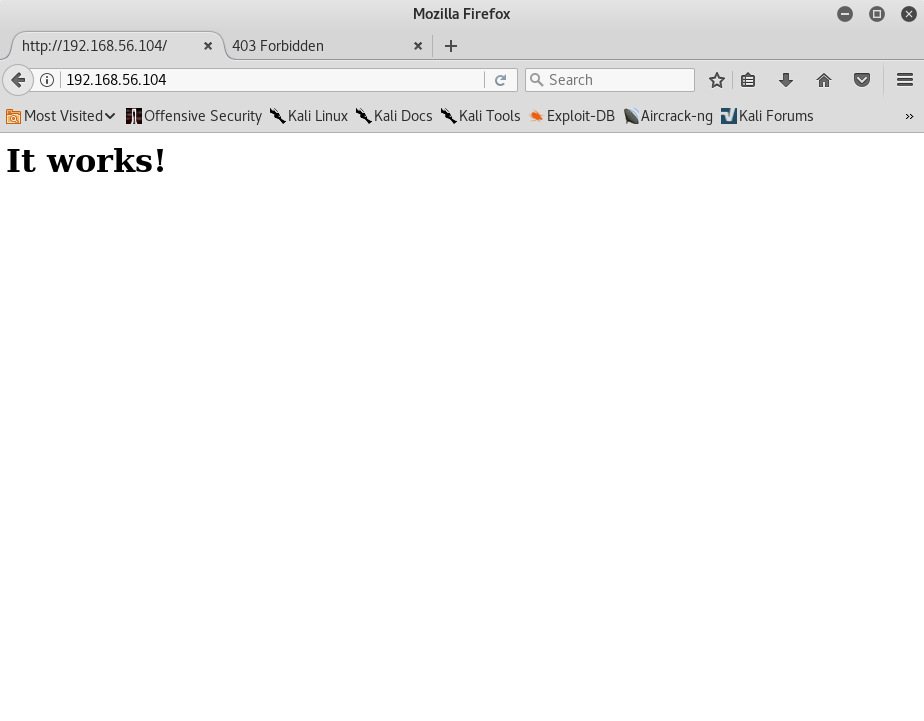 Mozilla Firefox
http://192.168.56.104/ 403 Forbidden
192.168.56.104 Search
Most Visited Offensive Security Kali Linux Kali Docs Kali Tools Exploit-DB Aircrack-ng Kali Forums
It works!